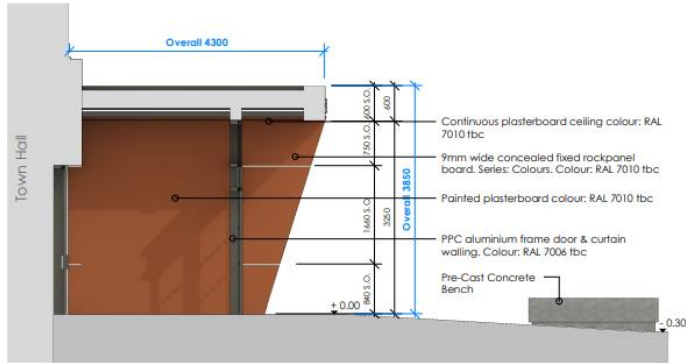 Overall 4300
Town Hall
600 S.O.
600
750 S.O.
1660 S.O.
3250
840 S.O.
Overall 3850
Continuous plasterboard ceiling colour: RAL
7010 tbc
9mm wide concealed fixed rockpanel
board. Series: Colours. Colour: RAL 7010 tbc
Painted plasterboard colour: RAL 7010 tbc
PPC aluminium frame door & curtain
walling. Colour: RAL 7006 tbc
Pre-Cast Concrete
Bench
+ 0.00
- 0.30